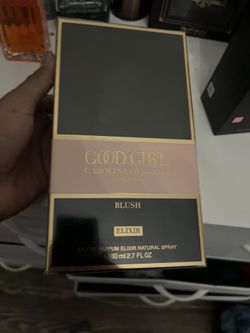 GOOD GIRL
CAROLINA HERRERA
BLUSH
ELIXIR
EAU DE PARFUM ELIXIR NATURAL SPRAY
80 ml 2.7 FL.OZ